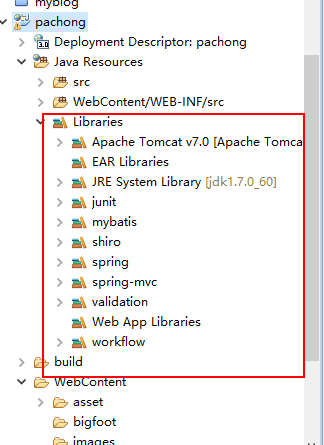 myblog
pachong
Deployment Descriptor: pachong
Java Resources
src
WebContent/WEB-INF/src
Libraries
Apache Tomcat v7.0 [Apache Tomca
EAR Libraries
JRE System Library [jdk1.7.0_60]
junit
mybatis
shiro
spring
spring-mvc
validation
Web App Libraries
workflow
build
WebContent
asset
bigfoot
images